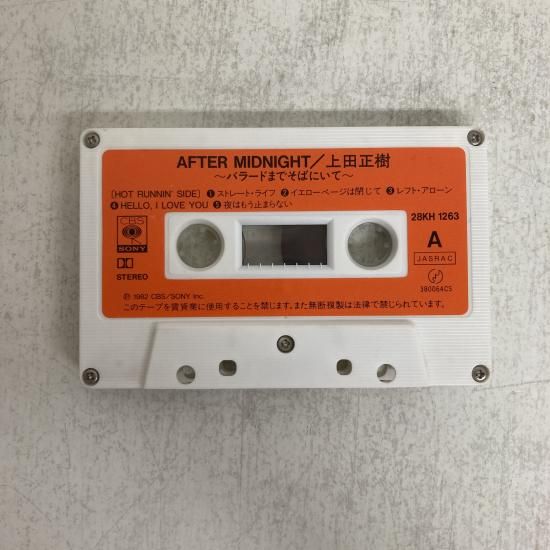 AFTER MIDNIGHT/上田正樹
〜バラードまでそばにいて〜
[HOT RUNNIN' SIDE] ❶ ストレート・ライフ ❷ イエローページは閉じて ❸ レフト・アローン
❹ HELLO, I LOVE YOU ❺ 夜はもう止まらない
CBS
SONY
28KH 1263
A
JASRAC
STEREO
380064CS
Ⓟ 1982 CBS/SONY Inc.
このテープを賃貸業に使用することを禁じます。また無断複製は法律で禁じられています。